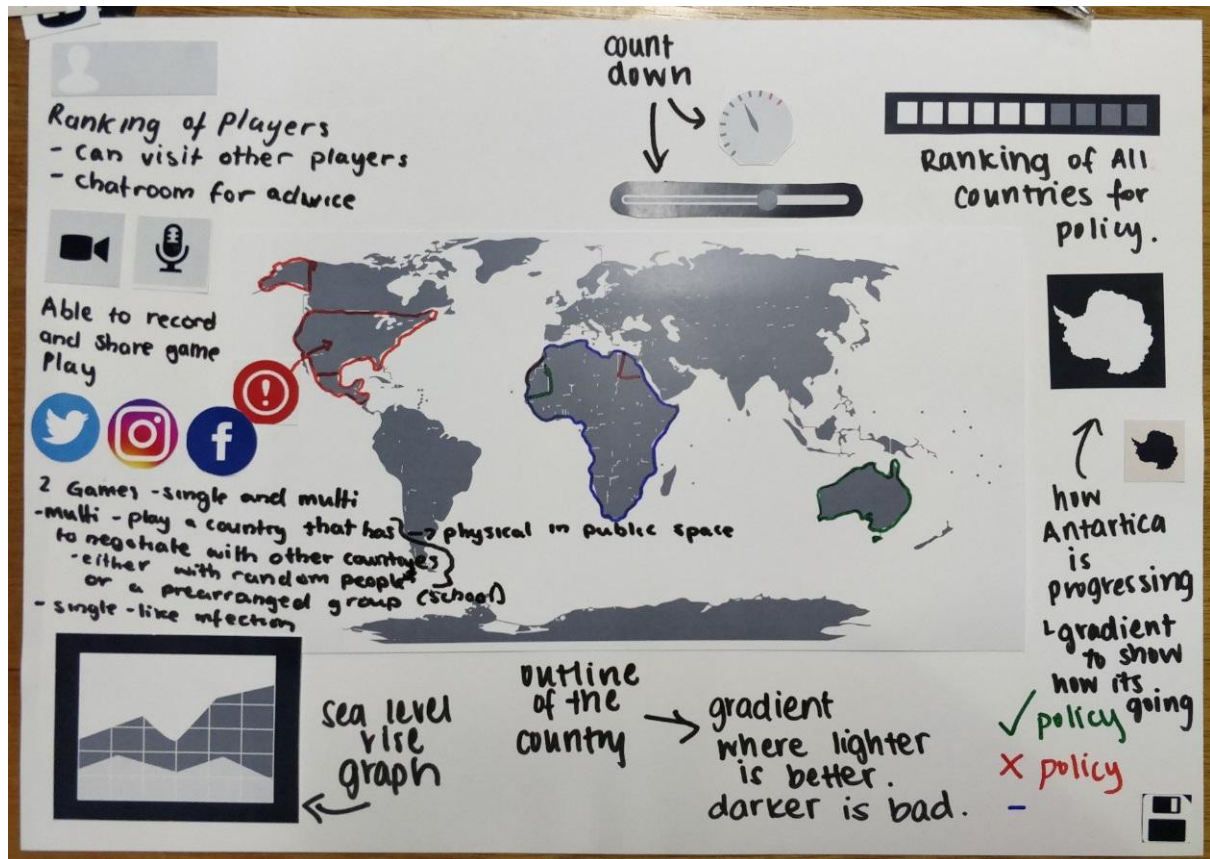 Ranking of Players
- can visit other players
- chatroom for adwice
Able to record
and share game
Play
2 Games - single and multi
- multi - play a country that has → physical in public space
to negotiate with other countryes
- either with random people
or a prearranged group (school)
- single - like infection
count
down
Ranking of All
countries for
policy.
how
Antartica
is
progressing
gradient
to show
how its
going
✓ policy
✗ policy
–
sea level
rise
graph
outline
of the
country
gradient
where lighter
is better.
darker is bad.